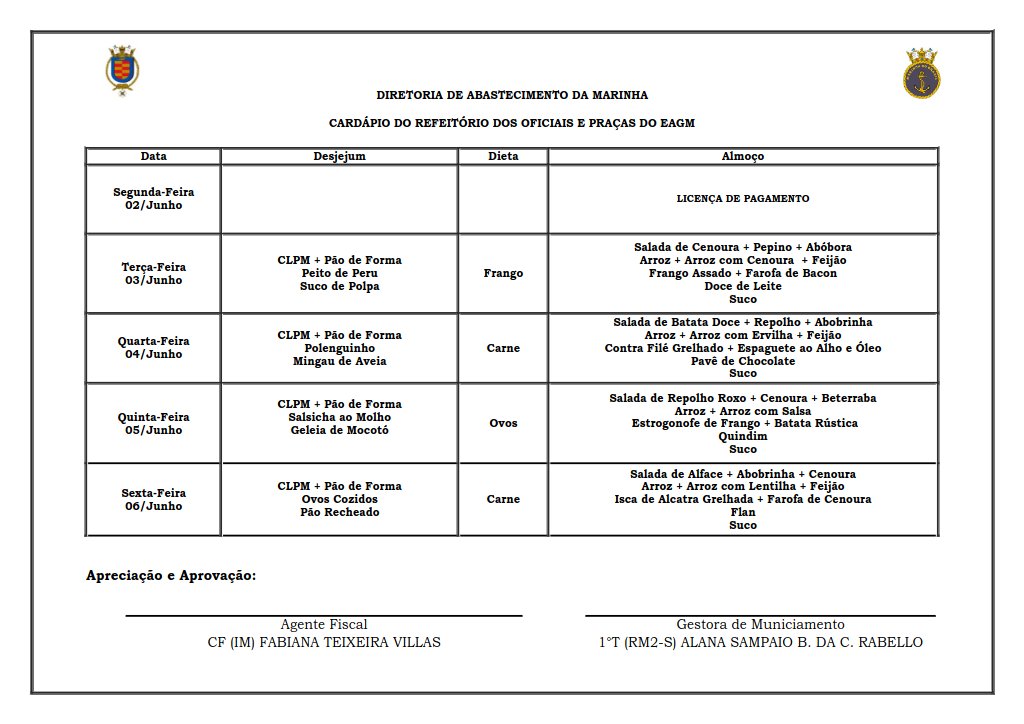 DIRETORIA DE ABASTECIMENTO DA MARINHA
CARDÁPIO DO REFEITÓRIO DOS OFICIAIS E PRAÇAS DO EAGM
Data Desjejum Dieta Almoço
Segunda-Feira
02/Junho
LICENÇA DE PAGAMENTO
Terça-Feira
03/Junho
CLPM + Pão de Forma
Peito de Peru
Suco de Polpa
Frango
Salada de Cenoura + Pepino + Abóbora
Arroz + Arroz com Cenoura + Feijão
Frango Assado + Farofa de Bacon
Doce de Leite
Suco
Quarta-Feira
04/Junho
CLPM + Pão de Forma
Polenguinho
Mingau de Aveia
Carne
Salada de Batata Doce + Repolho + Abobrinha
Arroz + Arroz com Ervilha + Feijão
Contra Filé Grelhado + Espaguete ao Alho e Óleo
Pavê de Chocolate
Suco
Quinta-Feira
05/Junho
CLPM + Pão de Forma
Salsicha ao Molho
Geleia de Mocotó
Ovos
Salada de Repolho Roxo + Cenoura + Beterraba
Arroz + Arroz com Salsa
Estrogonofe de Frango + Batata Rústica
Quindim
Suco
Sexta-Feira
06/Junho
CLPM + Pão de Forma
Ovos Cozidos
Pão Recheado
Carne
Salada de Alface + Abobrinha + Cenoura
Arroz + Arroz com Lentilha + Feijão
Isca de Alcatra Grelhada + Farofa de Cenoura
Flan
Suco
Apreciação e Aprovação:
Agente Fiscal
CF (IM) FABIANA TEIXEIRA VILLAS
Gestora de Municiamento
1°T (RM2-S) ALANA SAMPAIO B. DA C. RABELLO